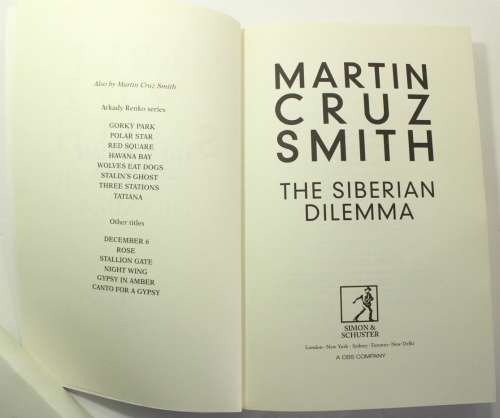 Also by Martin Cruz Smith
Arkady Renko series
GORKY PARK
POLAR STAR
RED SQUARE
HAVANA BAY
WOLVES EAT DOGS
STALIN'S GHOST
THREE STATIONS
TATIANA
Other titles
DECEMBER 6
ROSE
STALLION GATE
NIGHT WING
GYPSY IN AMBER
CANTO FOR A GYPSY
MARTIN
CRUZ
SMITH
THE SIBERIAN
DILEMMA
SIMON &
SCHUSTER
London · New York · Sydney · Toronto · New Delhi
A CBS COMPANY